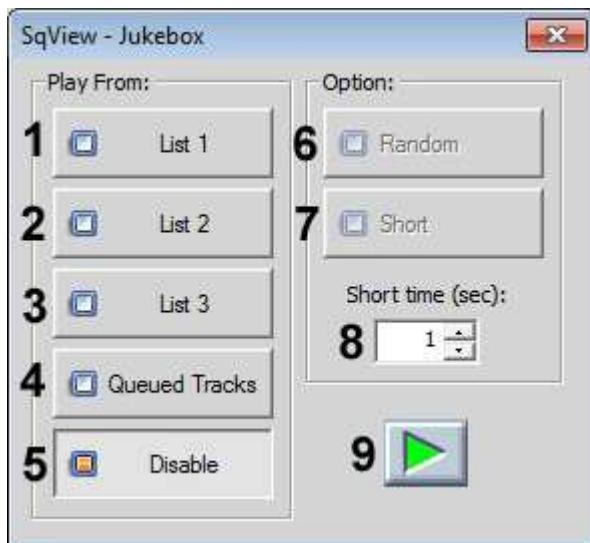 SqView - Jukebox
Play From:
1 List 1
2 List 2
3 List 3
4 Queued Tracks
5 Disable
Option:
6 Random
7 Short
Short time (sec):
8 1
9